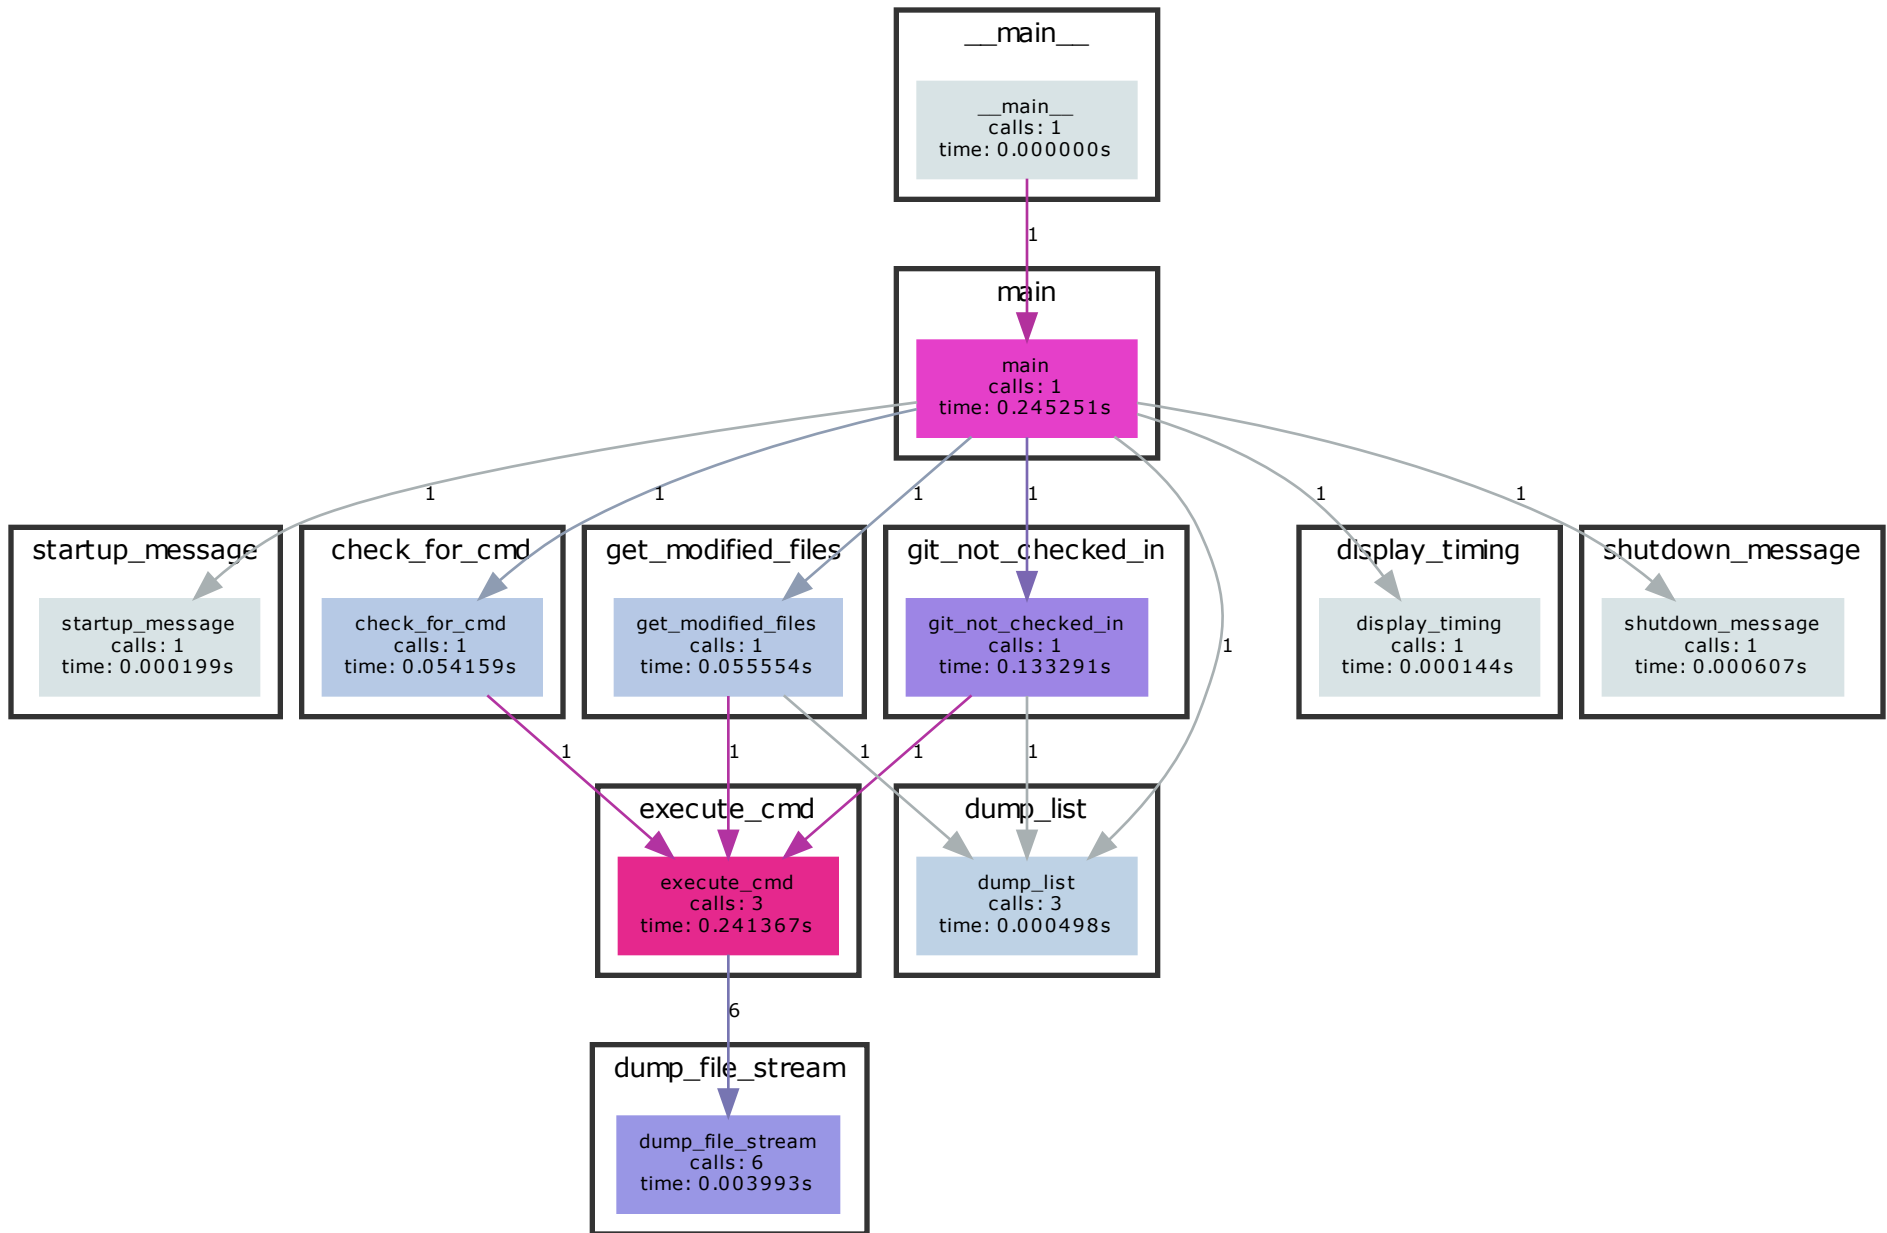 __main__
__main__
calls: 1
time: 0.000000s
1
main
main
calls: 1
time: 0.245251s
1
1
1
1
1
1
1
startup_message
startup_message
calls: 1
time: 0.000199s
check_for_cmd
check_for_cmd
calls: 1
time: 0.054159s
get_modified_files
get_modified_files
calls: 1
time: 0.055554s
git_not_checked_in
git_not_checked_in
calls: 1
time: 0.133291s
display_timing
display_timing
calls: 1
time: 0.000144s
shutdown_message
shutdown_message
calls: 1
time: 0.000607s
1
1
1
1
1
execute_cmd
execute_cmd
calls: 3
time: 0.241367s
dump_list
dump_list
calls: 3
time: 0.000498s
6
dump_file_stream
dump_file_stream
calls: 6
time: 0.003993s